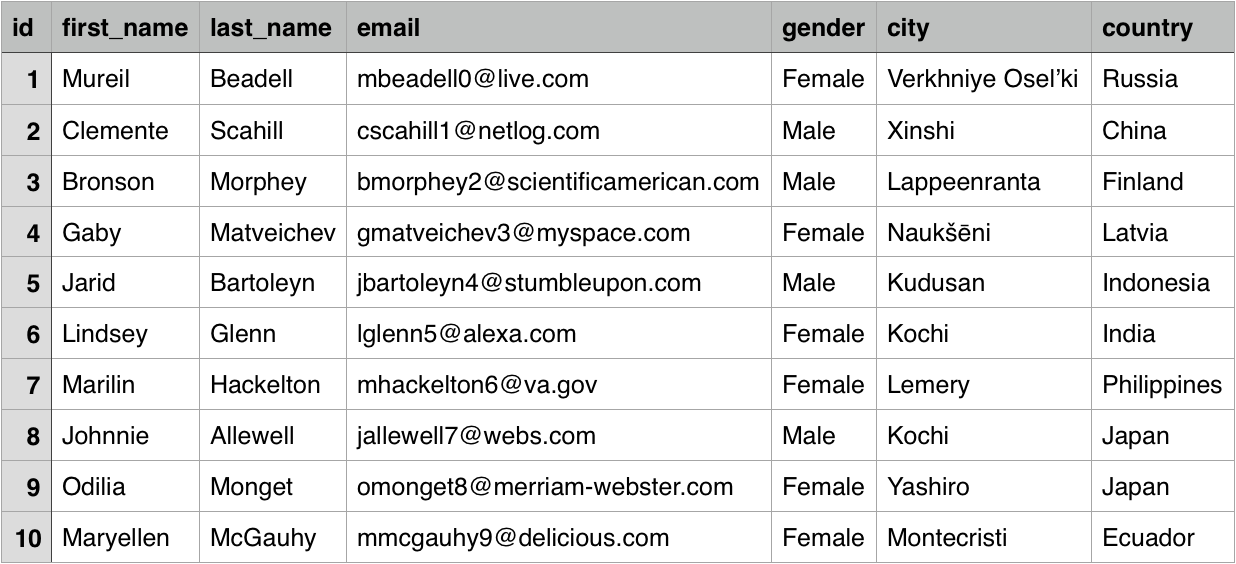 id first_name last_name email gender city country
1 Mureil Beadell mbeadell0@live.com Female Verkhniye Osel’ki Russia
2 Clemente Scahill cscahill1@netlog.com Male Xinshi China
3 Bronson Morphey bmorphey2@scientificamerican.com Male Lappeenranta Finland
4 Gaby Matveichev gmatveichev3@myspace.com Female Naukšēni Latvia
5 Jarid Bartoleyn jbartoleyn4@stumbleupon.com Male Kudusan Indonesia
6 Lindsey Glenn lglenn5@alexa.com Female Kochi India
7 Marilin Hackelton mhackelton6@va.gov Female Lemery Philippines
8 Johnnie Allewell jallewell7@webs.com Male Kochi Japan
9 Odilia Monget omonget8@merriam-webster.com Female Yashiro Japan
10 Maryellen McGauhy mmcgauhy9@delicious.com Female Montecristi Ecuador